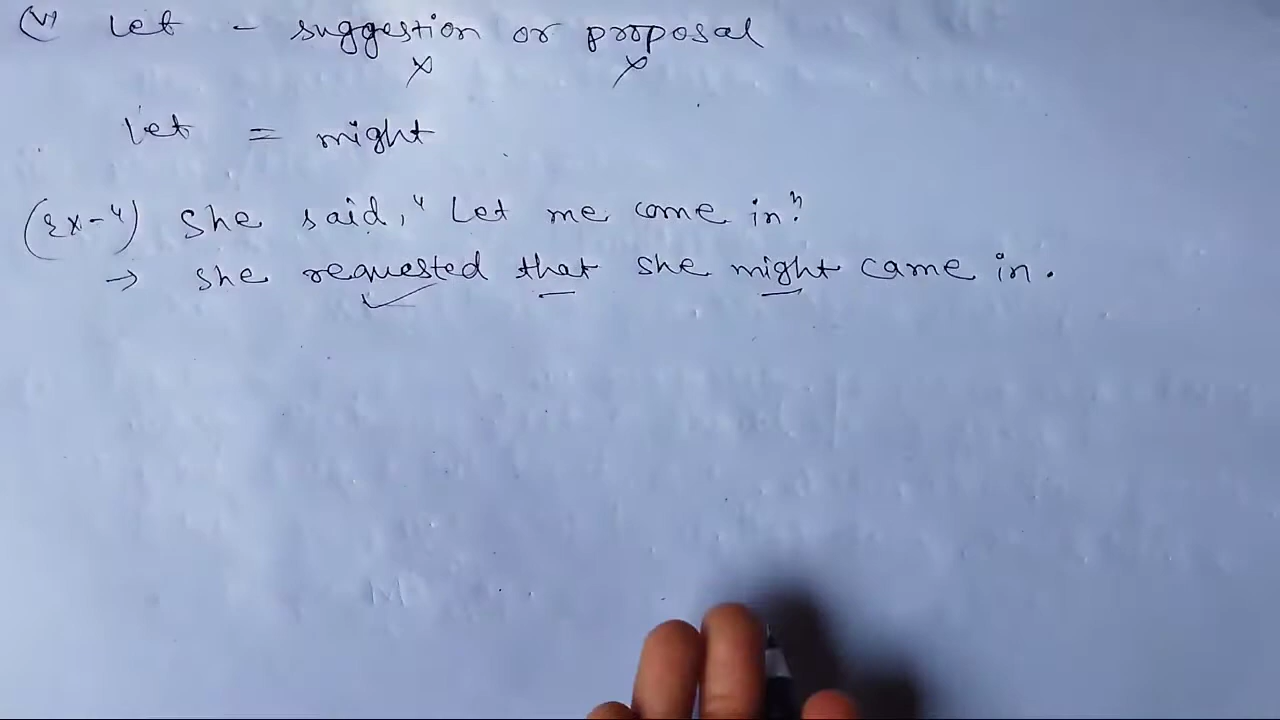 (v) Let - suggestion or proposal
x x
Let = might
(Ex-4) She said, "Let me come in".
→ She requested that she might came in.